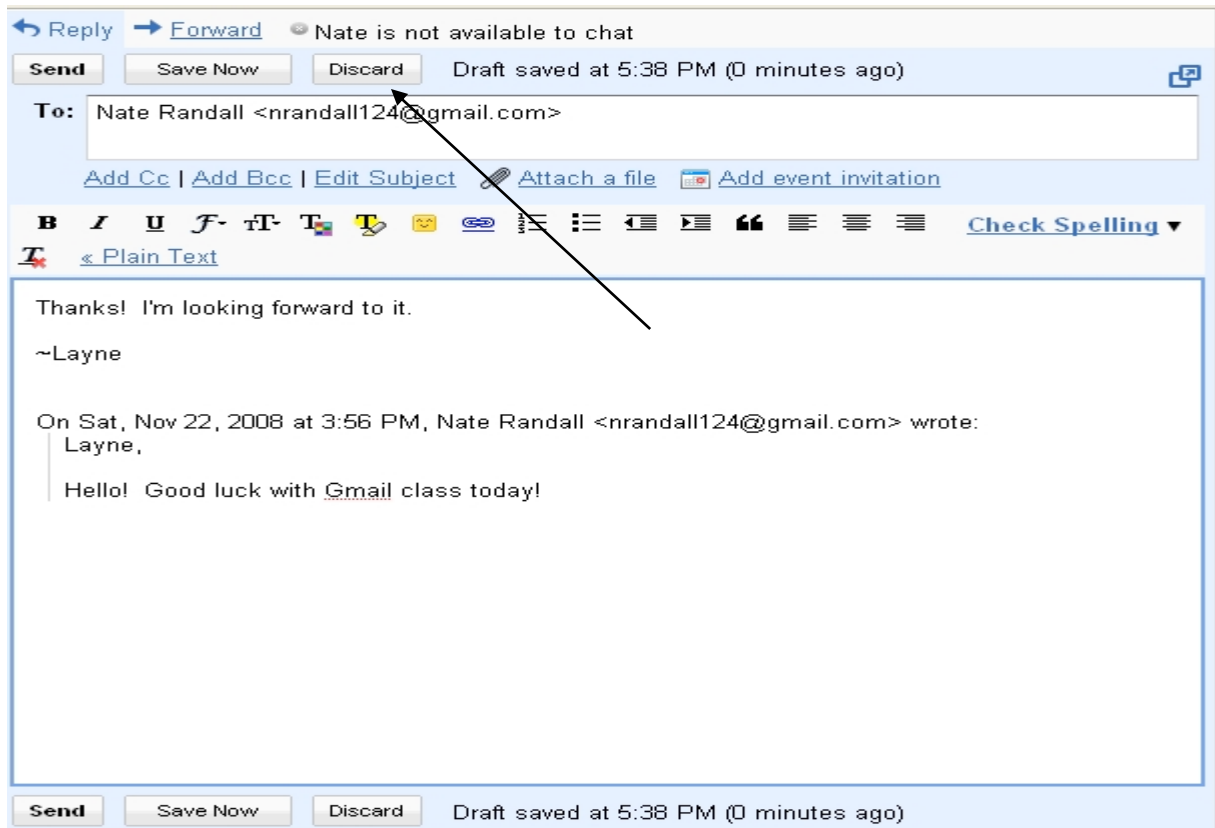 Reply Forward Nate is not available to chat
Send Save Now Discard Draft saved at 5:38 PM (0 minutes ago)
To: Nate Randall <nrandall124@gmail.com>
Add Cc | Add Bcc | Edit Subject Attach a file Add event invitation
B I U F T T T Check Spelling ▼
T « Plain Text
Thanks!  I'm looking forward to it.
~Layne
On Sat, Nov 22, 2008 at 3:56 PM, Nate Randall <nrandall124@gmail.com> wrote:
Layne,
Hello!  Good luck with Gmail class today!
Send Save Now Discard Draft saved at 5:38 PM (0 minutes ago)